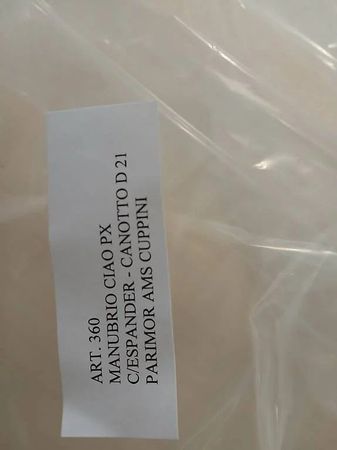 ART. 360
MANUBRIO CIAO PX
C/ESPANDER - CANOTTO D 21
PARIMOR AMS CUPPINI